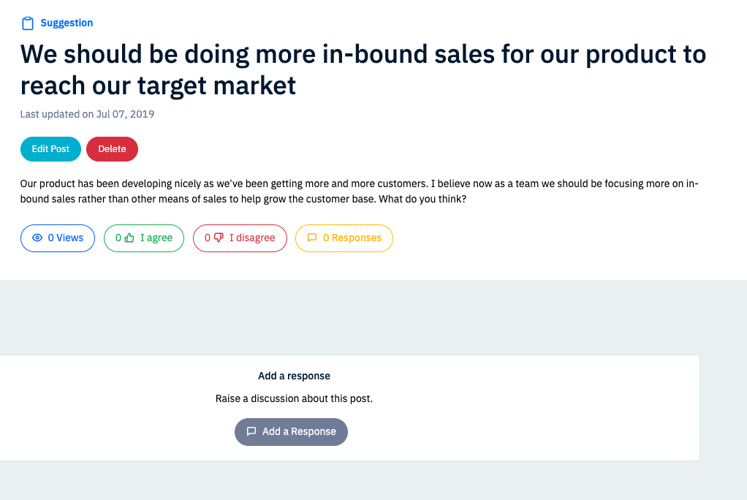 Suggestion
We should be doing more in-bound sales for our product to
reach our target market
Last updated on Jul 07, 2019
Edit Post Delete
Our product has been developing nicely as we've been getting more and more customers. I believe now as a team we should be focusing more on in-
bound sales rather than other means of sales to help grow the customer base. What do you think?
0 Views 0 I agree 0 I disagree 0 Responses
Add a response
Raise a discussion about this post.
Add a Response